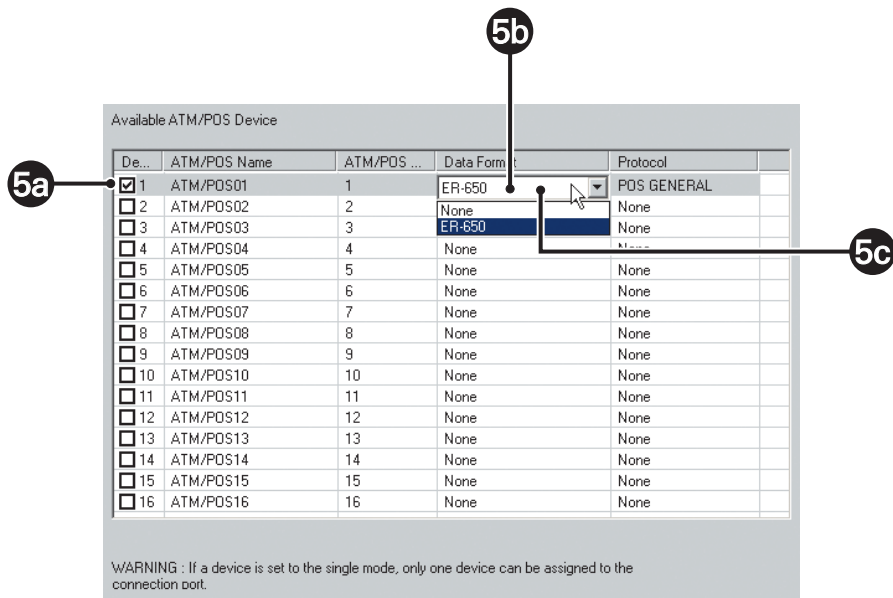 5b
Available ATM/POS Device
De... ATM/POS Name ATM/POS ... Data Format Protocol
5a
1 ATM/POS01 1 ER-650 POS GENERAL
2 ATM/POS02 2 None None
3 ATM/POS03 3 ER-650 None
4 ATM/POS04 4 None None
5c
5 ATM/POS05 5 None None
6 ATM/POS06 6 None None
7 ATM/POS07 7 None None
8 ATM/POS08 8 None None
9 ATM/POS09 9 None None
10 ATM/POS10 10 None None
11 ATM/POS11 11 None None
12 ATM/POS12 12 None None
13 ATM/POS13 13 None None
14 ATM/POS14 14 None None
15 ATM/POS15 15 None None
16 ATM/POS16 16 None None
WARNING : If a device is set to the single mode, only one device can be assigned to the
connection port.